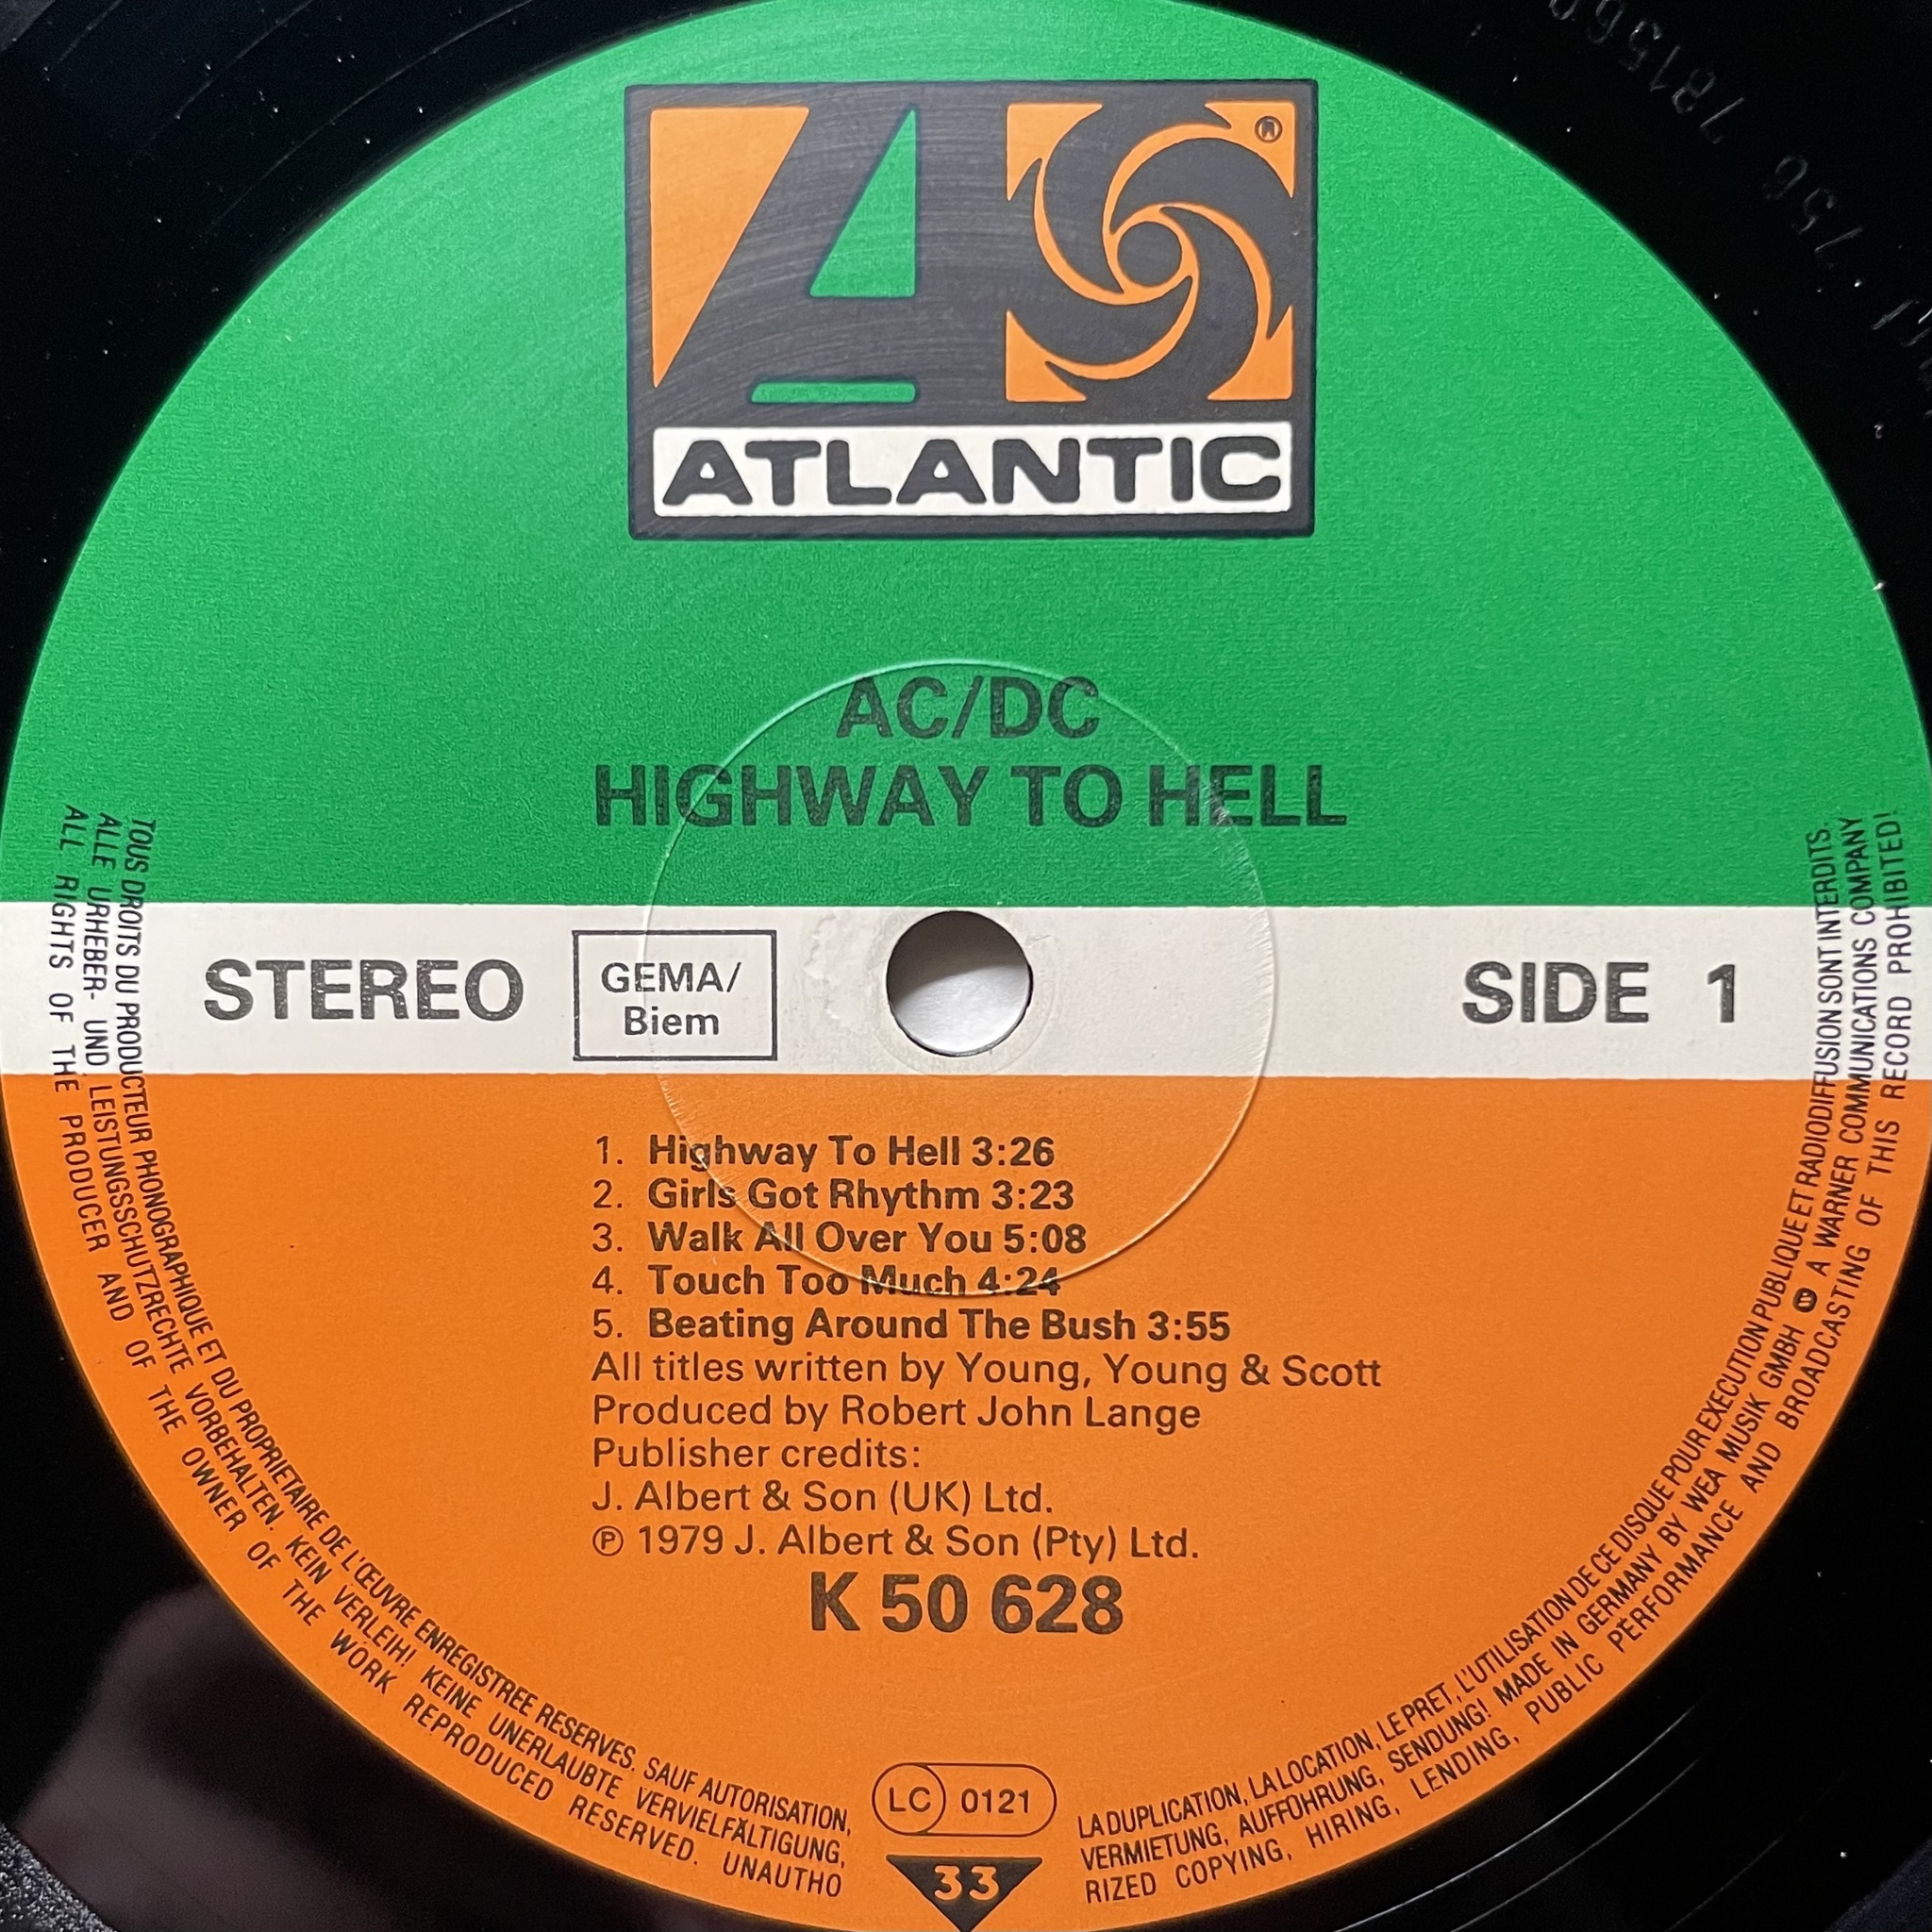 ®
ATLANTIC
AC/DC
HIGHWAY TO HELL
STEREO
GEMA/
Biem
SIDE 1
1. Highway To Hell 3:26
2. Girls Got Rhythm 3:23
3. Walk All Over You 5:08
4. Touch Too Much 4:24
5. Beating Around The Bush 3:55
All titles written by Young, Young & Scott
Produced by Robert John Lange
Publisher credits:
J. Albert & Son (UK) Ltd.
℗ 1979 J. Albert & Son (Pty) Ltd.
K 50 628
LC 0121
33
TOUS DROITS DU PRODUCTEUR PHONOGRAPHIQUE ET DU PROPRIETAIRE DE L'ŒUVRE ENREGISTREE RESERVES. SAUF AUTORISATION, LA DUPLICATION, LA LOCATION, LE PRET, L'UTILISATION DE CE DISQUE POUR EXECUTION PUBLIQUE ET RADIODIFFUSION SONT INTERDITS.
ALLE URHEBER- UND LEISTUNGSSCHUTZRECHTE VORBEHALTEN. KEIN VERLEIH! KEINE UNERLAUBTE VERVIELFÄLTIGUNG, VERMIETUNG, AUFFÜHRUNG, SENDUNG! MADE IN GERMANY BY WEA MUSIK GMBH A WARNER COMMUNICATIONS COMPANY
ALL RIGHTS OF THE PRODUCER AND OF THE OWNER OF THE WORK REPRODUCED RESERVED. UNAUTHORIZED COPYING, HIRING, LENDING, PUBLIC PERFORMANCE AND BROADCASTING OF THIS RECORD PROHIBITED!